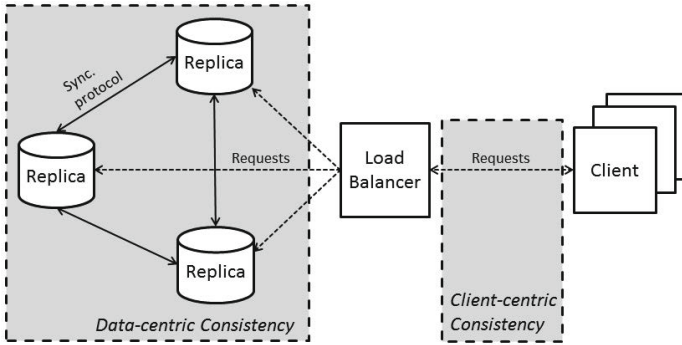 Replica
Sync.
protocol
Replica
Requests
Load
Balancer
Requests
Client
Replica
Data-centric Consistency
Client-centric
Consistency